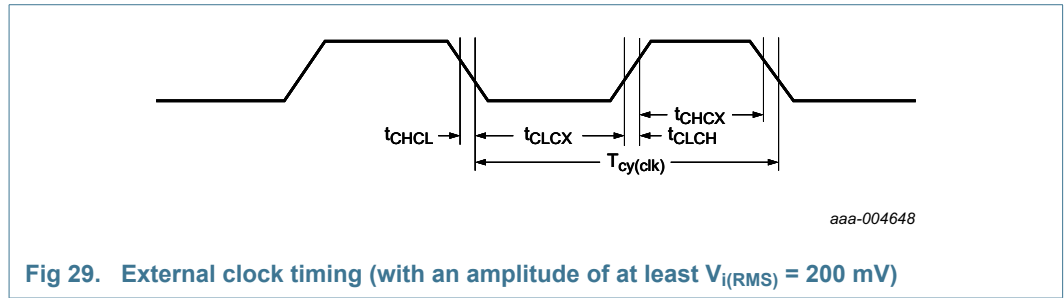 tCHCX
tCHCL
tCLCX
tCLCH
Tcy(clk)
aaa-004648
Fig 29. External clock timing (with an amplitude of at least Vi(RMS) = 200 mV)